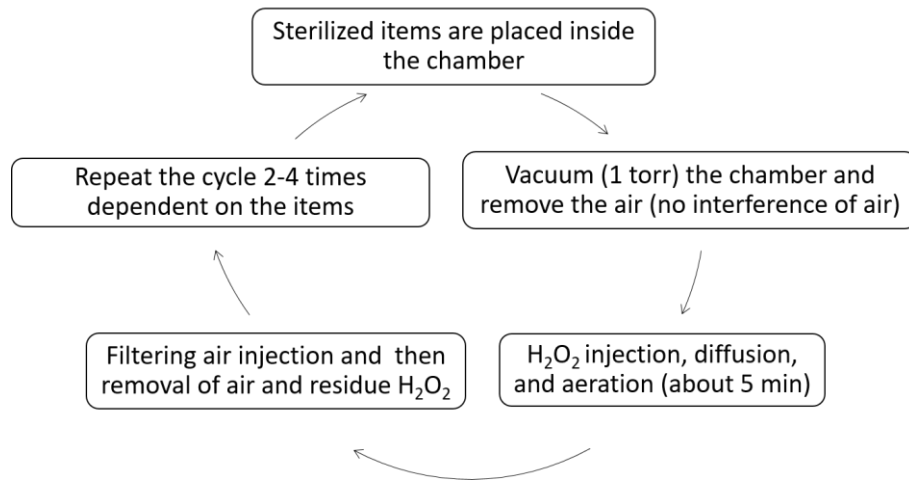 Sterilized items are placed inside
the chamber
Vacuum (1 torr) the chamber and
remove the air (no interference of air)
H₂O₂ injection, diffusion,
and aeration (about 5 min)
Filtering air injection and then
removal of air and residue H₂O₂
Repeat the cycle 2-4 times
dependent on the items